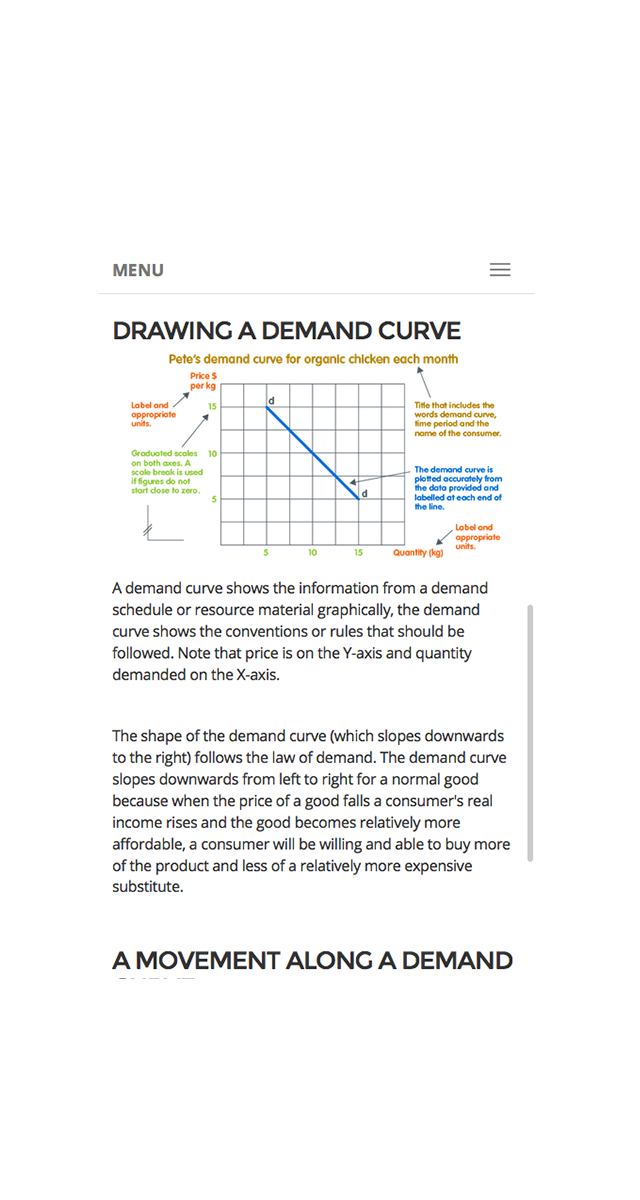 MENU
DRAWING A DEMAND CURVE
Pete's demand curve for organic chicken each month
Price $
per kg
Label and
appropriate
units.
Graduated scales
on both axes. A
scale break is used
if figures do not
start close to zero.
15
10
5
d
d
5 10 15
Quantity (kg)
Title that includes the
words demand curve,
time period and the
name of the consumer.
The demand curve is
plotted accurately from
the data provided and
labelled at each end of
the line.
Label and
appropriate
units.
A demand curve shows the information from a demand
schedule or resource material graphically, the demand
curve shows the conventions or rules that should be
followed. Note that price is on the Y-axis and quantity
demanded on the X-axis.
The shape of the demand curve (which slopes downwards
to the right) follows the law of demand. The demand curve
slopes downwards from left to right for a normal good
because when the price of a good falls a consumer's real
income rises and the good becomes relatively more
affordable, a consumer will be willing and able to buy more
of the product and less of a relatively more expensive
substitute.
A MOVEMENT ALONG A DEMAND